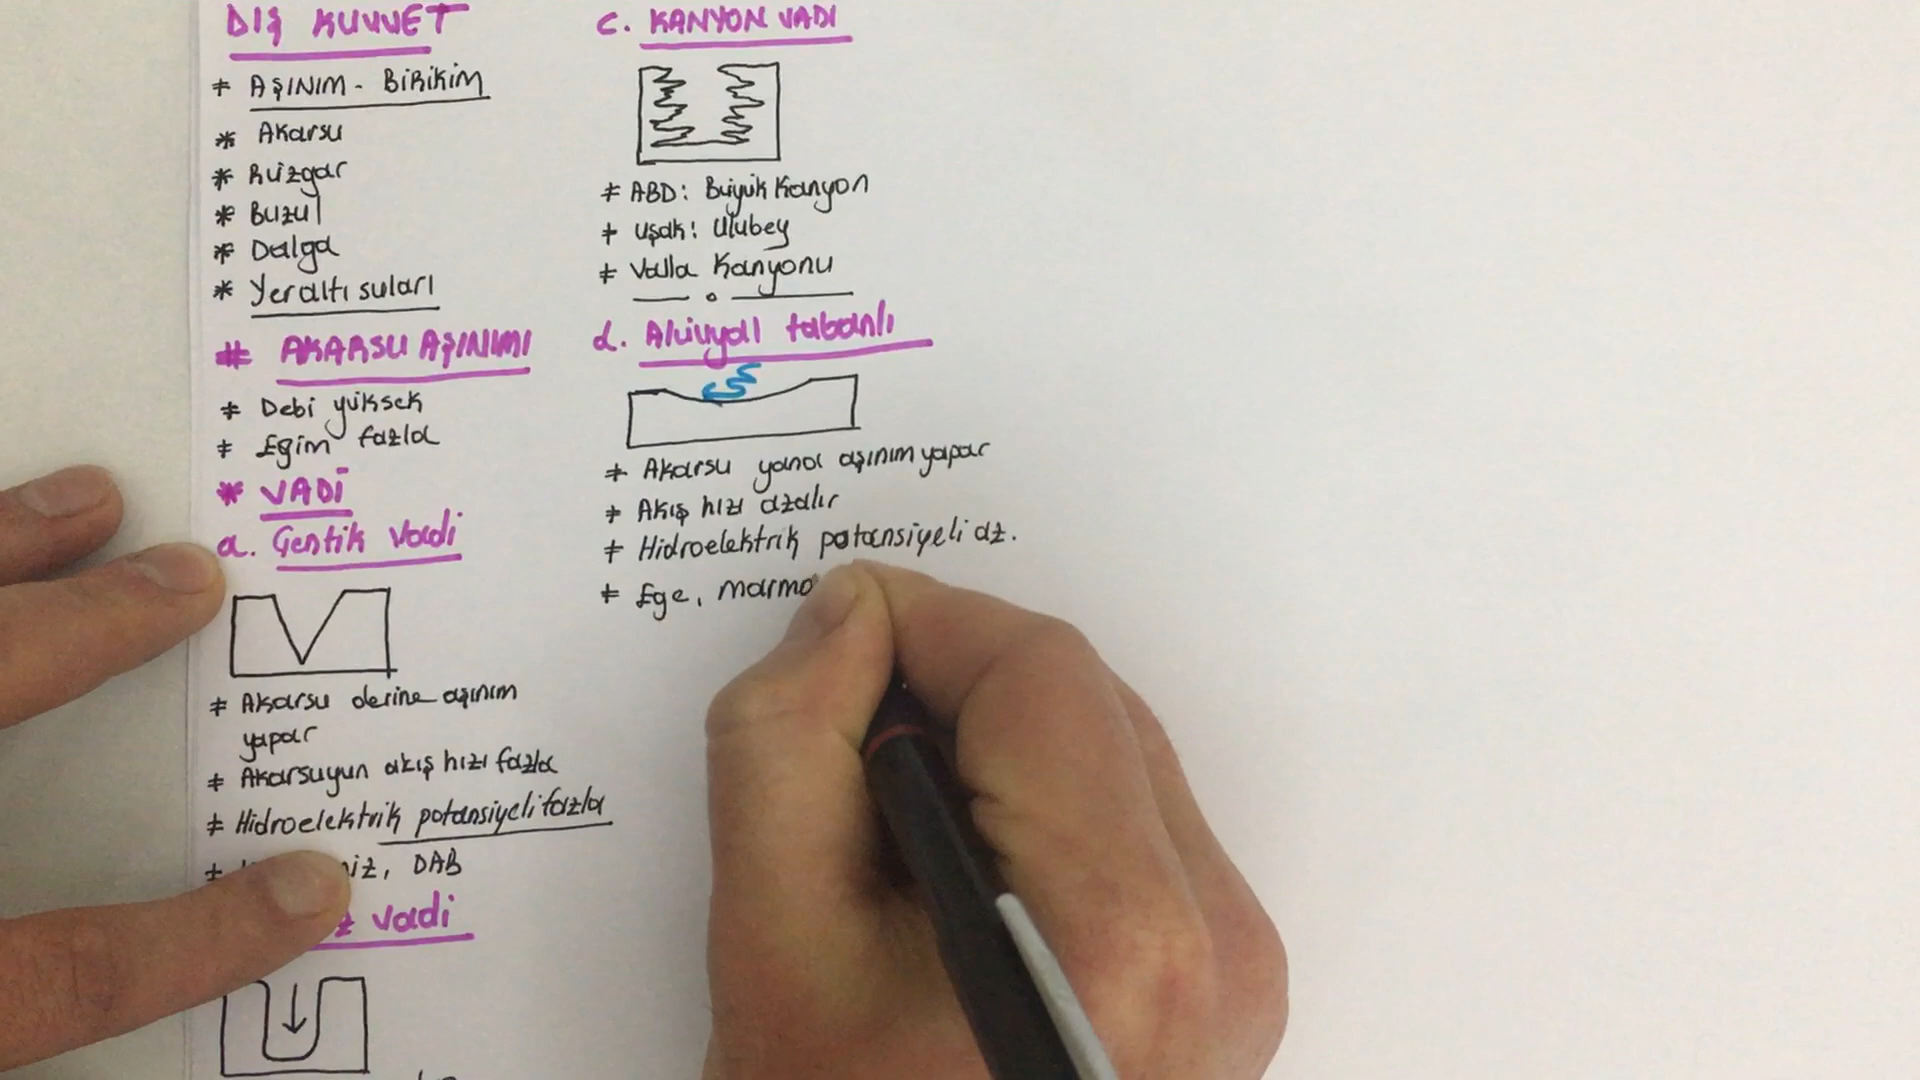 DIŞ KUVVET
+ AŞINIM - BİRİKİM
* Akarsu
* Rüzgar
* Buzul
* Dalga
* Yeraltı suları
# AKARSU AŞINIMI
+ Debi yüksek
+ Eğim fazla
* VADİ
a. Çentik Vadi
+ Akarsu derine aşınım
yapar
+ Akarsuyun akış hızı fazla
+ Hidroelektrik potansiyeli fazla
+ niz, DAB
z vadi
C. KANYON VADİ
+ ABD: Büyük Kanyon
+ Uşak: Ulubey
+ Valla Kanyonu
d. Alüvyal tabanlı
+ Akarsu yana aşınım yapar
+ Akış hızı azalır
+ Hidroelektrik potansiyeli az.
+ Ege, Marmo